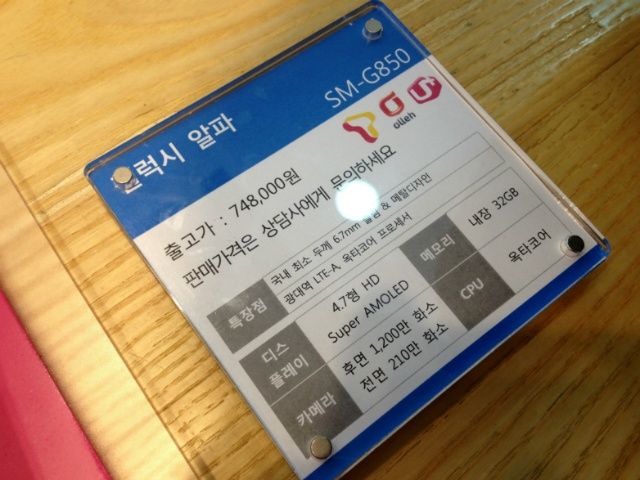 럭시 알파
SM-G850
T olleh U+
출고가 : 748,000원
판매가격은 상담사에게 문의하세요
특장점
국내 최소 두께 6.7mm & 메탈디자인
광대역 LTE-A, 옥타코어 프로세서
디스
플레이
4.7형 HD
Super AMOLED
메모리
내장 32GB
카메라
후면 1,200만 화소
전면 210만 화소
CPU
옥타코어